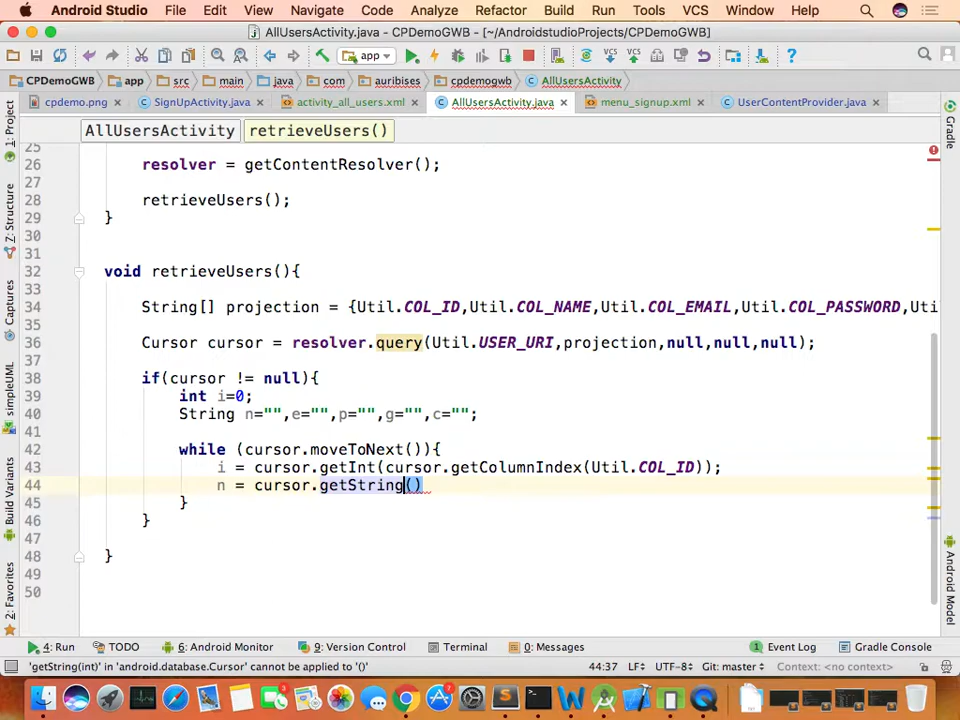 Android Studio File Edit View Navigate Code Analyze Refactor Build Run Tools VCS Window Help
AllUsersActivity.java - CPDemoGWB - [~/AndroidstudioProjects/CPDemoGWB]
app
CPDemoGWB app src main java com auribises cpdemogwb AllUsersActivity
cpdemo.png SignUpActivity.java activity_all_users.xml AllUsersActivity.java menu_signup.xml UserContentProvider.java
AllUsersActivity retrieveUsers()
25
26 resolver = getContentResolver();
27
28 retrieveUsers();
29 }
30
31
32 void retrieveUsers(){
33
34 String[] projection = {Util.COL_ID,Util.COL_NAME,Util.COL_EMAIL,Util.COL_PASSWORD,Uti
35
36 Cursor cursor = resolver.query(Util.USER_URI,projection,null,null,null);
37
38 if(cursor != null){
39 int i=0;
40 String n="",e="",p="",g="",c="";
41
42 while (cursor.moveToNext()){
43 i = cursor.getInt(cursor.getColumnIndex(Util.COL_ID));
44 n = cursor.getString()
45 }
46 }
47
48 }
49
50
1: Project
7: Structure
Captures
simpleUML
Build Variants
2: Favorites
Gradle
Android Model
4: Run TODO 6: Android Monitor 9: Version Control Terminal 0: Messages 1 Event Log Gradle Console
'getString(int)' in 'android.database.Cursor' cannot be applied to '()' 44:37 LF÷ UTF-8÷ Git: master÷ Context: <no context>